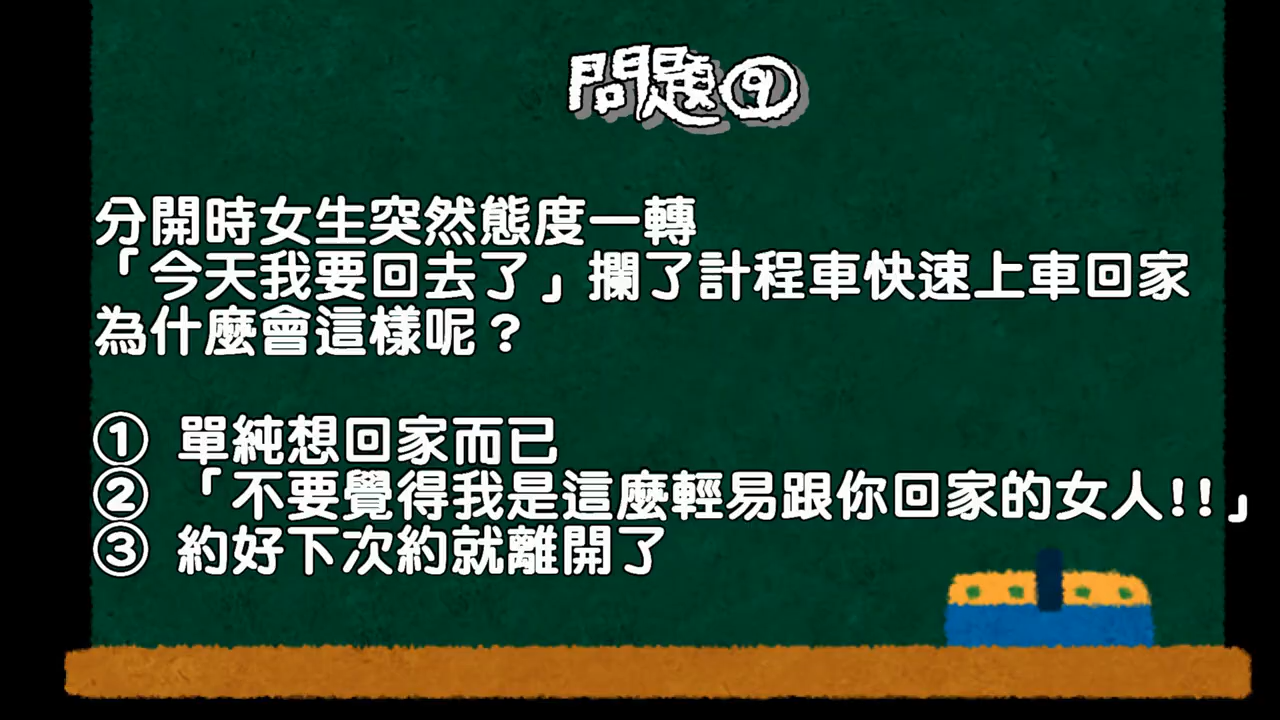 問題⑨
分開時女生突然態度一轉
「今天我要回去了」攔了計程車快速上車回家
為什麼會這樣呢？
① 單純想回家而已
② 「不要覺得我是這麼輕易跟你回家的女人!!」
③ 約好下次約就離開了